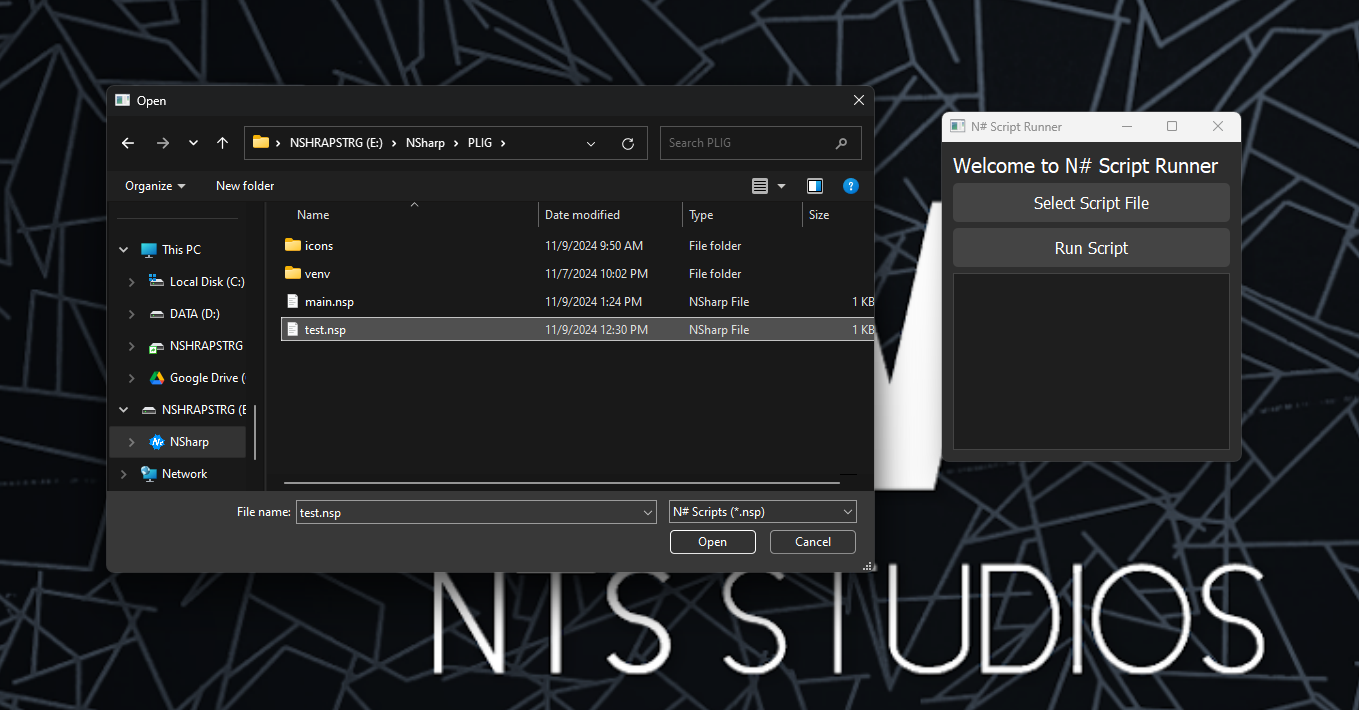 Open
NSHRAPSTRG (E:) > NSharp > PLIG >
Search PLIG
Organize
New folder
?
Name
Date modified
Type
Size
icons 11/9/2024 9:50 AM File folder
venv 11/7/2024 10:02 PM File folder
main.nsp 11/9/2024 1:24 PM NSharp File 1 KB
test.nsp 11/9/2024 12:30 PM NSharp File 1 KB
This PC
Local Disk (C:)
DATA (D:)
NSHRAPSTRG
Google Drive (
NSHRAPSTRG (E
NSharp
Network
File name: test.nsp
N# Scripts (*.nsp)
Open
Cancel
N# Script Runner
Welcome to N# Script Runner
Select Script File
Run Script
NTS STUDIOS